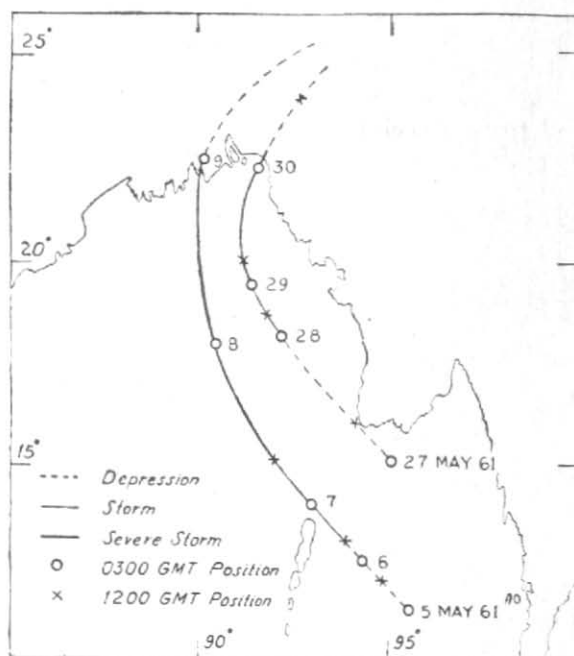 25°
9
30
20°
29
8
28
15°
27 MAY 61
Depression
Storm
7
Severe Storm
0300 GMT Position
6
1200 GMT Position
5 MAY 61
90°
95°